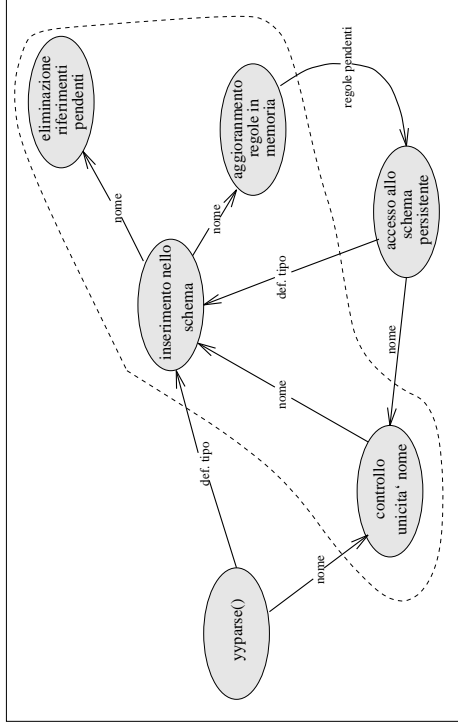 eliminazione
riferimenti
pendenti
nome
aggioranmento
regole in
memoria
nome
regole pendenti
inserimento nello
schema
accesso allo
schema
persistente
def. tipo
nome
nome
def. tipo
controllo
unicita‘ nome
nome
yyparse()